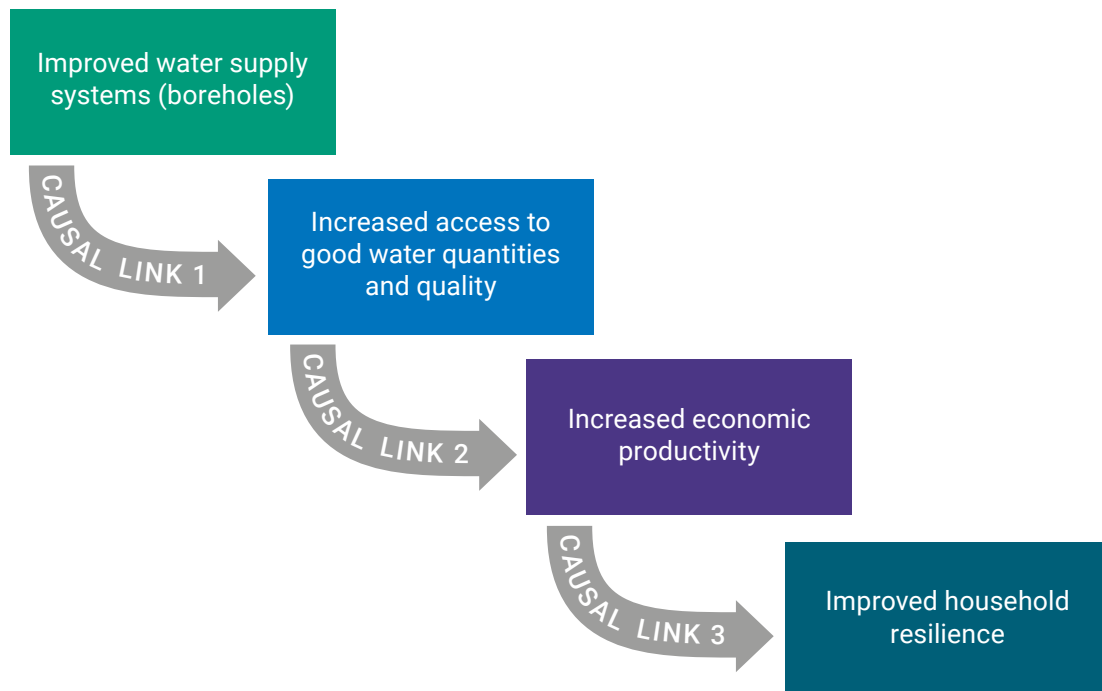 Improved water supply
systems (boreholes)
CAUSAL LINK 1
Increased access to
good water quantities
and quality
CAUSAL LINK 2
Increased economic
productivity
CAUSAL LINK 3
Improved household
resilience